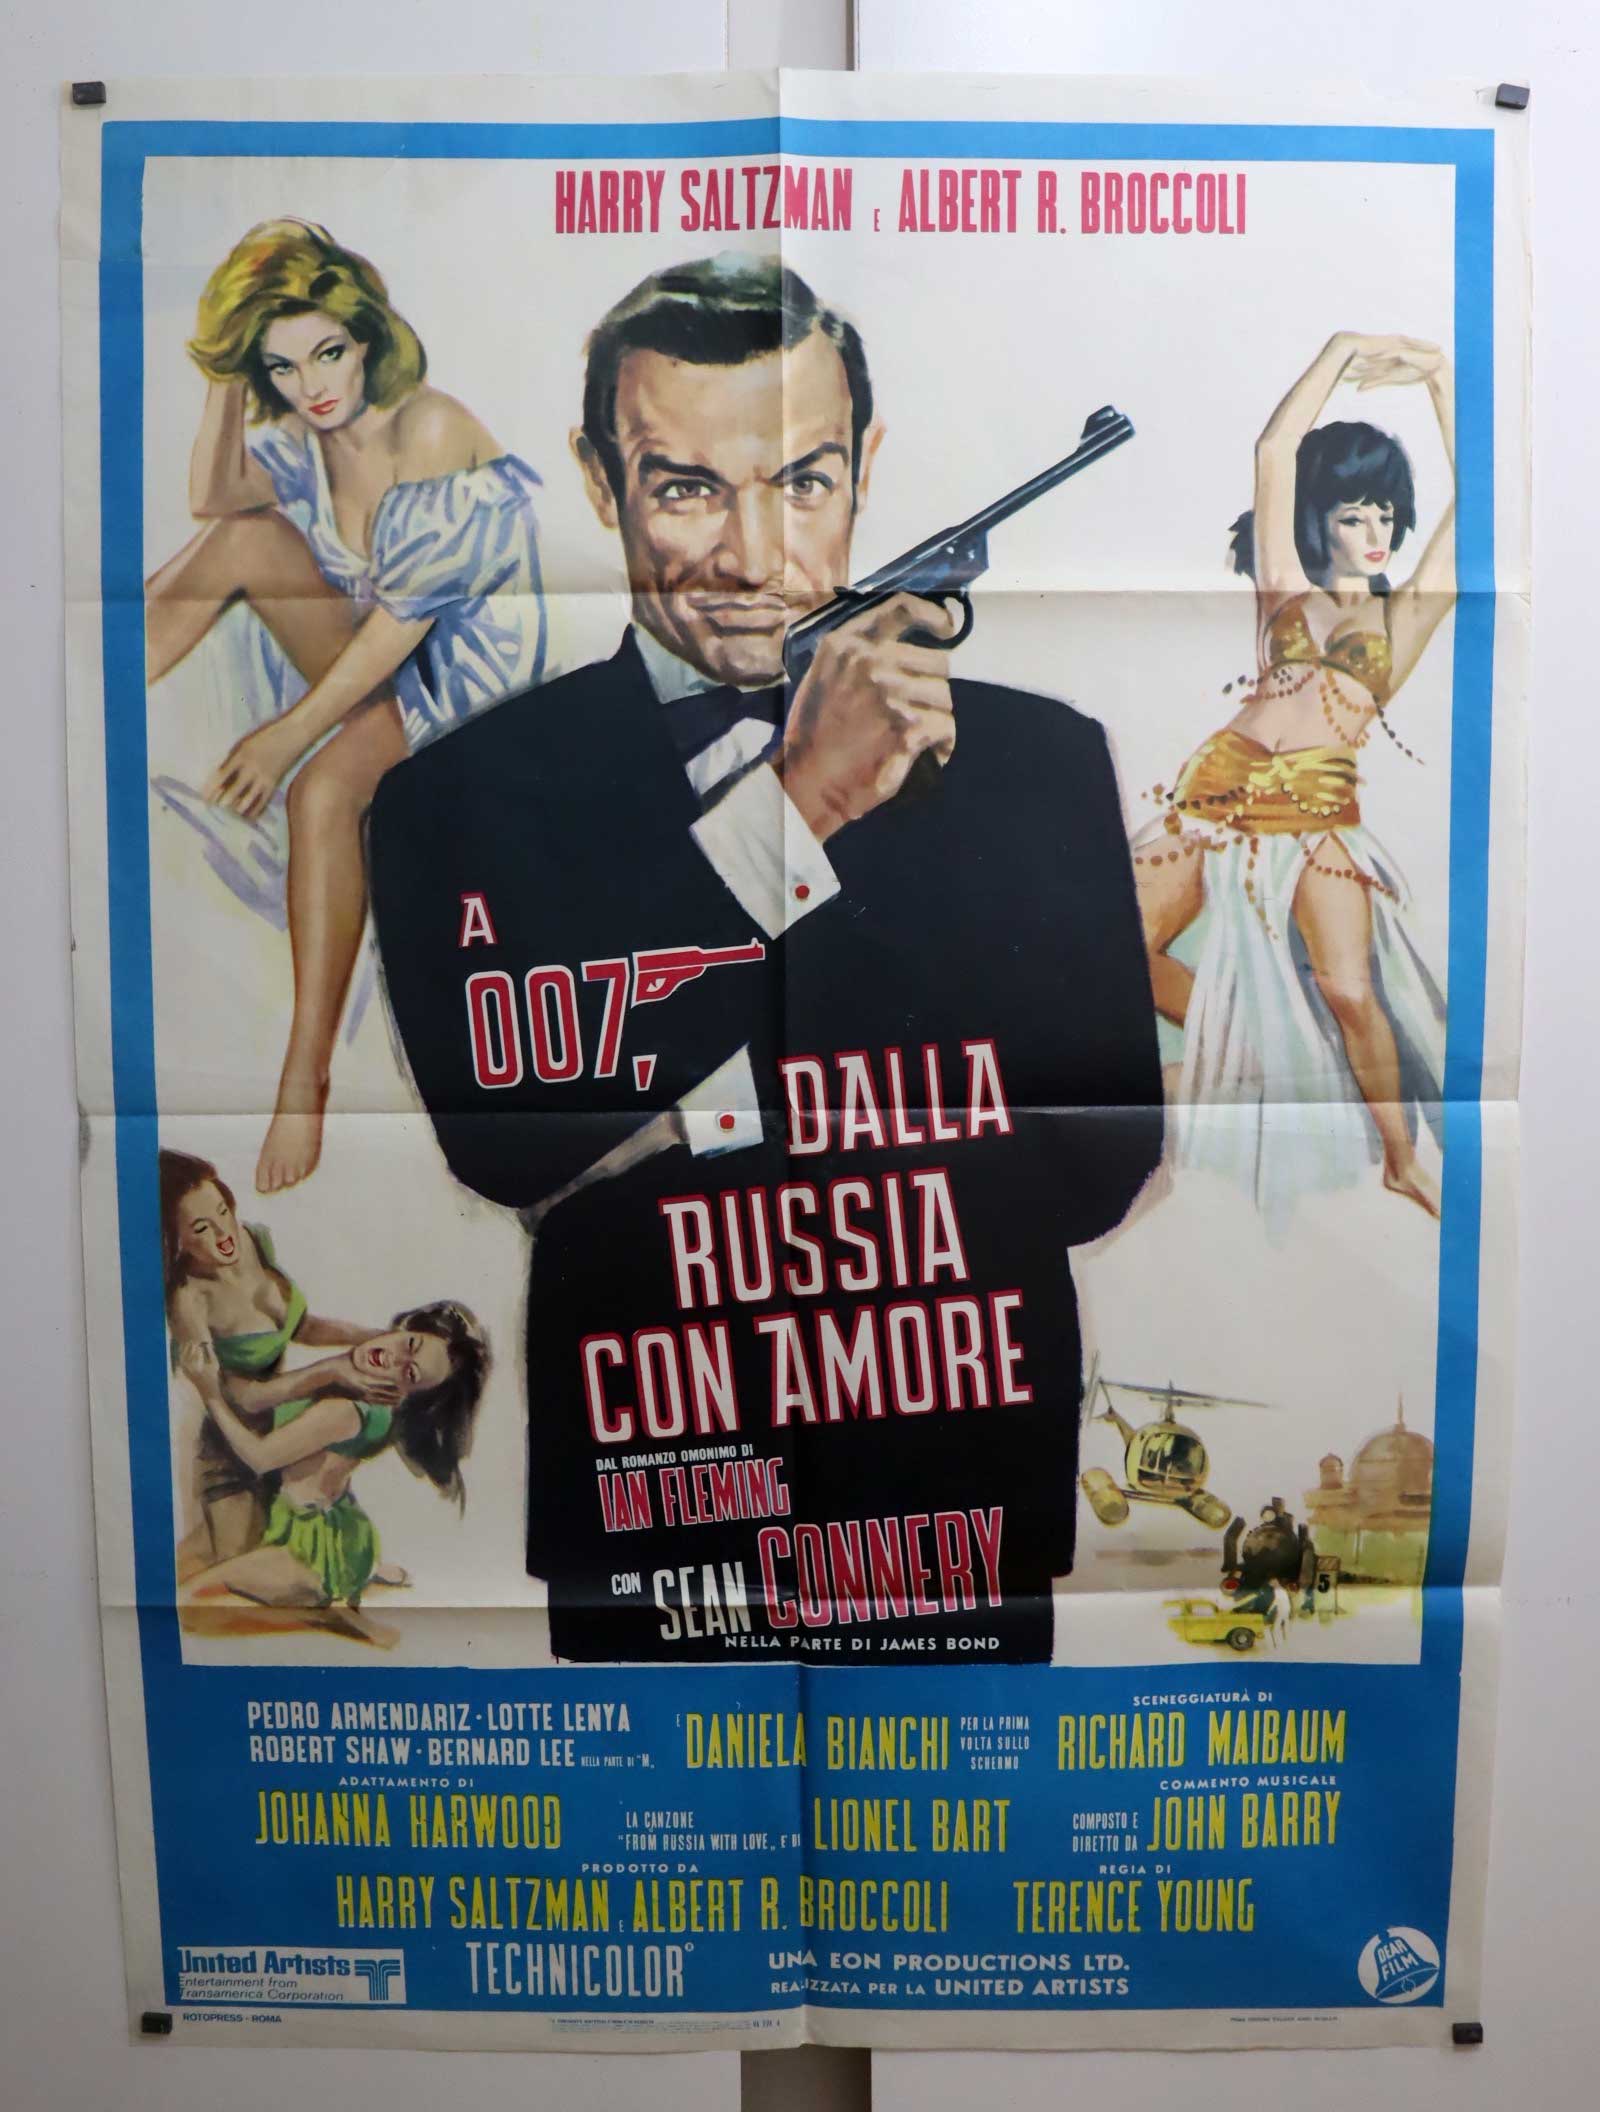 HARRY SALTZMAN E ALBERT R. BROCCOLI
A
007,
DALLA
RUSSIA
CON AMORE
DAL ROMANZO OMONIMO DI
IAN FLEMING
CON SEAN CONNERY
NELLA PARTE DI JAMES BOND
5
PEDRO ARMENDARIZ · LOTTE LENYA
ROBERT SHAW · BERNARD LEE NELLA PARTE DI "M„
E DANIELA BIANCHI PER LA PRIMA VOLTA SULLO SCHERMO
SCENEGGIATURA DI
RICHARD MAIBAUM
ADATTAMENTO DI
JOHANNA HARWOOD
LA CANZONE
"FROM RUSSIA WITH LOVE„ E' DI LIONEL BART
COMMENTO MUSICALE
COMPOSTO E DIRETTO DA JOHN BARRY
PRODOTTO DA
HARRY SALTZMAN E ALBERT R. BROCCOLI
REGIA DI
TERENCE YOUNG
United Artists
Entertainment from
Transamerica Corporation
TECHNICOLOR®
UNA EON PRODUCTIONS LTD.
REALIZZATA PER LA UNITED ARTISTS
DEAR FILM
ROTOPRESS - ROMA